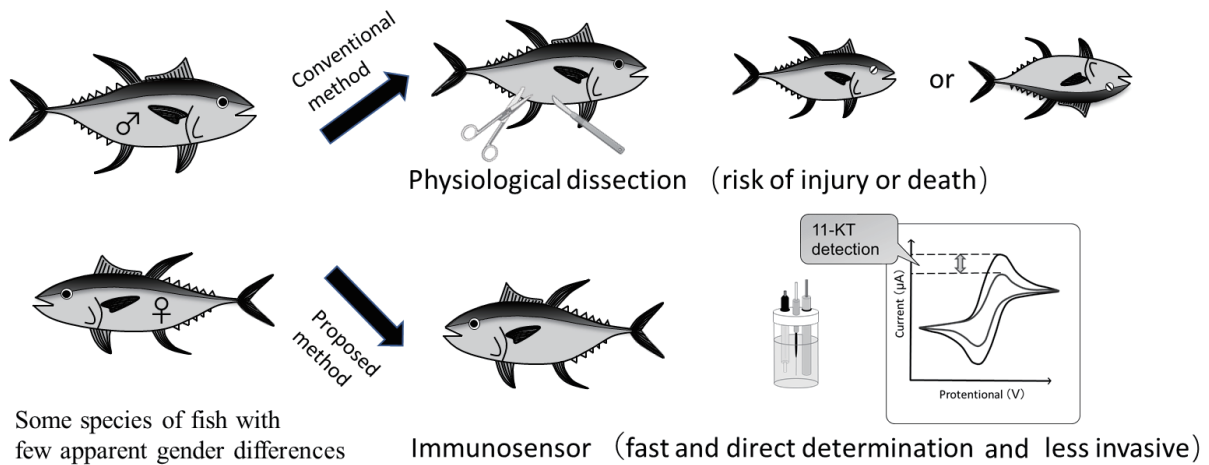 Conventional
method
or
Physiological dissection （risk of injury or death）
♂
♀
Proposed
method
11-KT
detection
Current (μA)
Protentional (V)
Some species of fish with
few apparent gender differences
Immunosensor （fast and direct determination and less invasive）